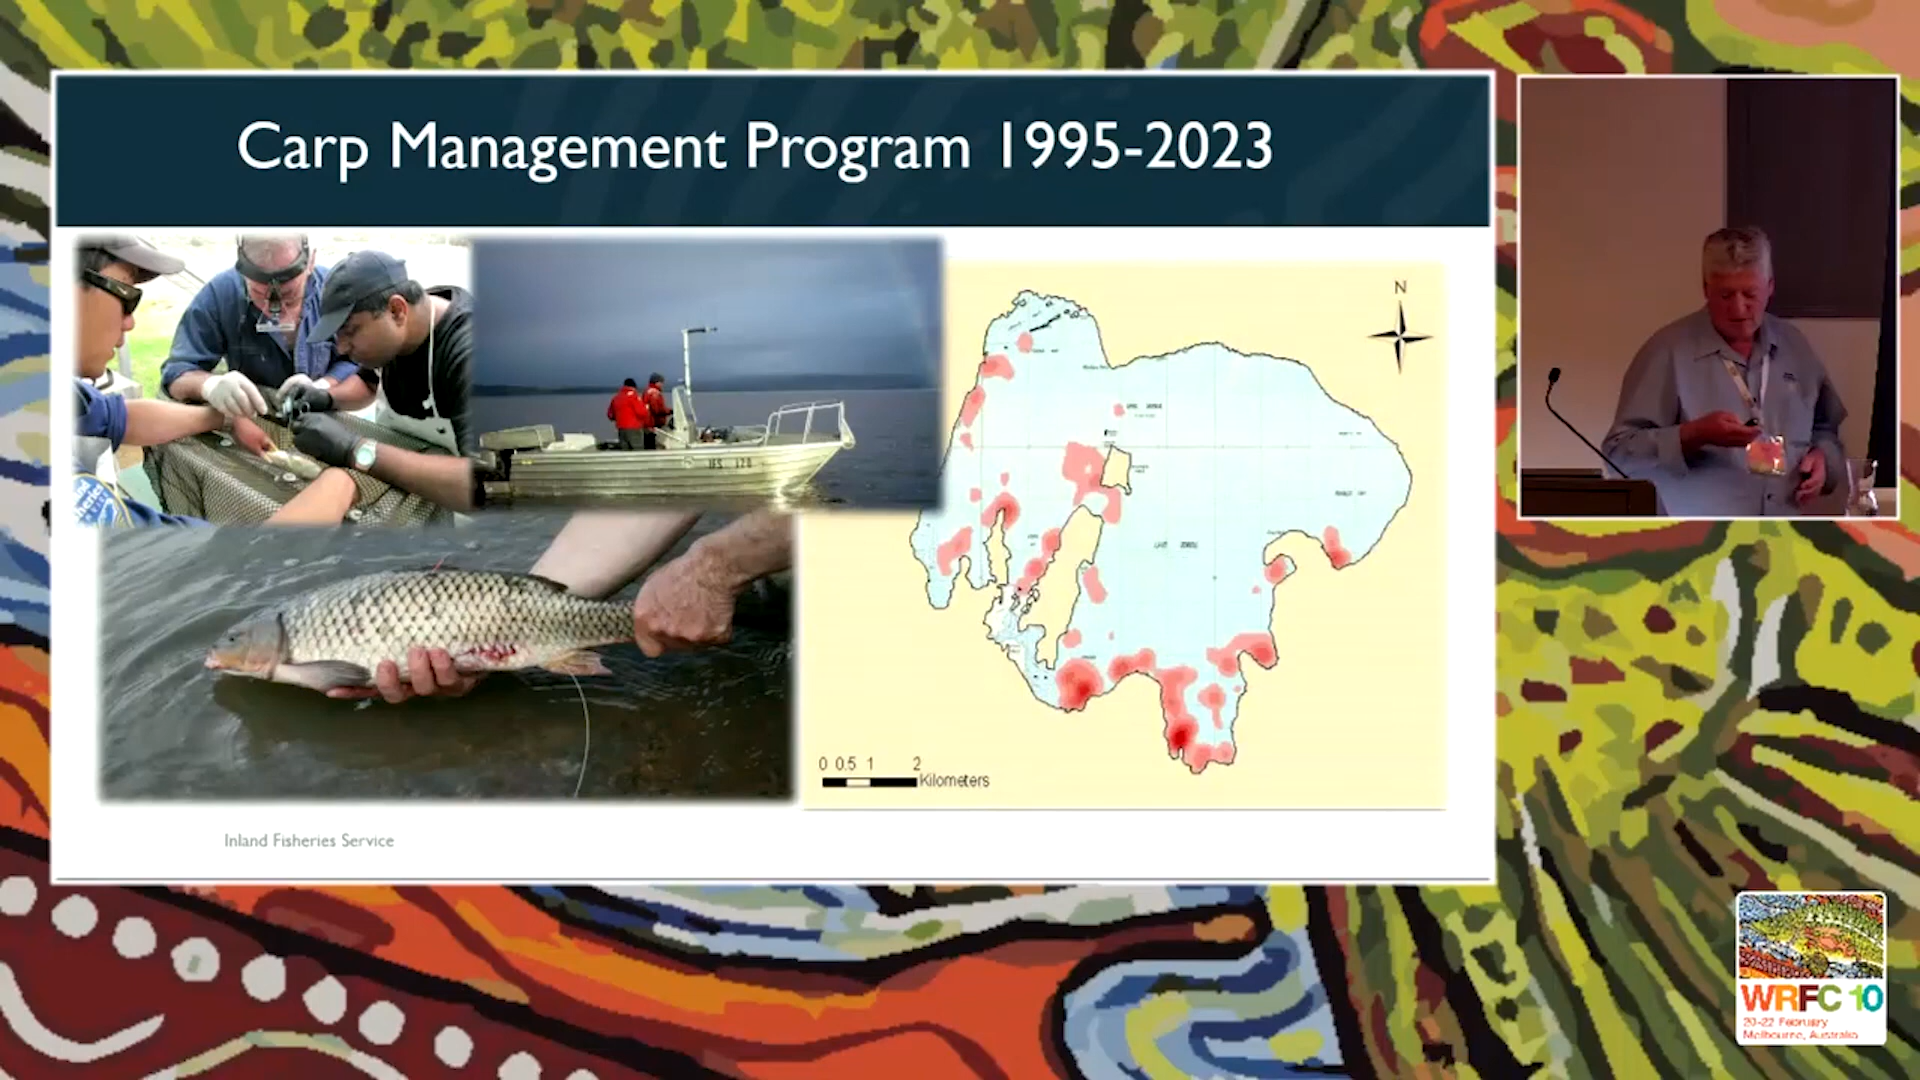 Carp Management Program 1995-2023
N
0 0.5 1 2
Kilometers
Inland Fisheries Service
WRFC 10
20-22 February
Melbourne, Australia